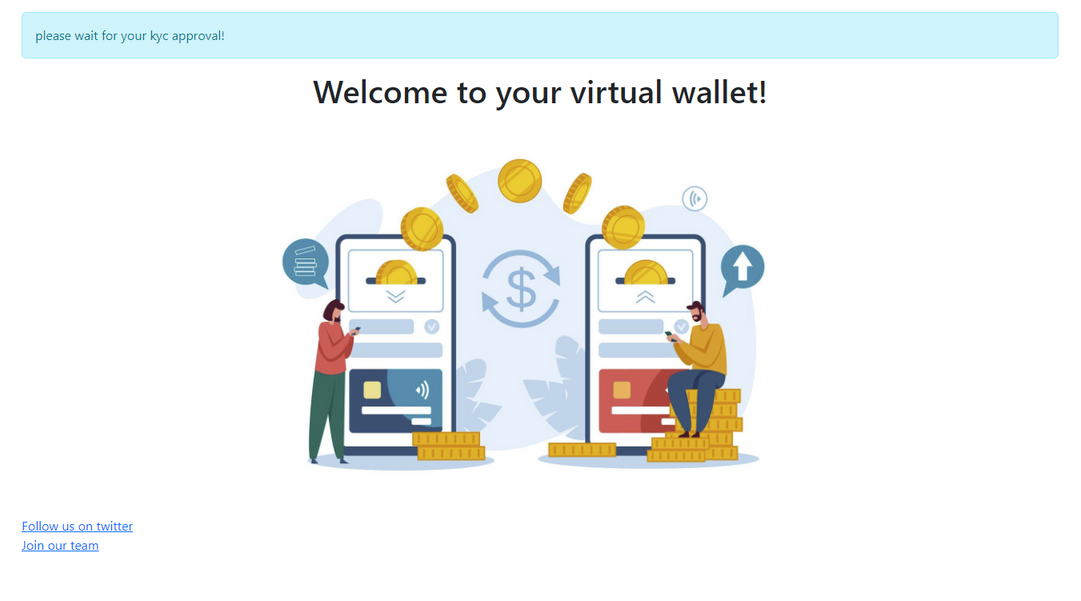 please wait for your kyc approval!
Welcome to your virtual wallet!
$
Follow us on twitter
Join our team